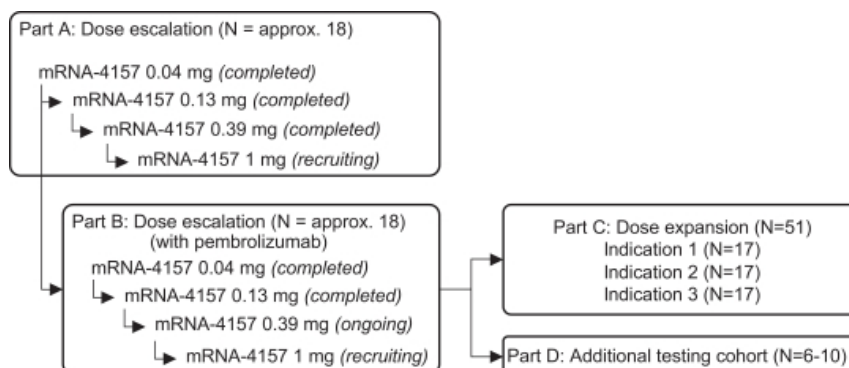 Part A: Dose escalation (N = approx. 18)
mRNA-4157 0.04 mg (completed)
mRNA-4157 0.13 mg (completed)
mRNA-4157 0.39 mg (completed)
mRNA-4157 1 mg (recruiting)
Part B: Dose escalation (N = approx. 18)
(with pembrolizumab)
mRNA-4157 0.04 mg (completed)
mRNA-4157 0.13 mg (completed)
mRNA-4157 0.39 mg (ongoing)
mRNA-4157 1 mg (recruiting)
Part C: Dose expansion (N=51)
Indication 1 (N=17)
Indication 2 (N=17)
Indication 3 (N=17)
Part D: Additional testing cohort (N=6-10)